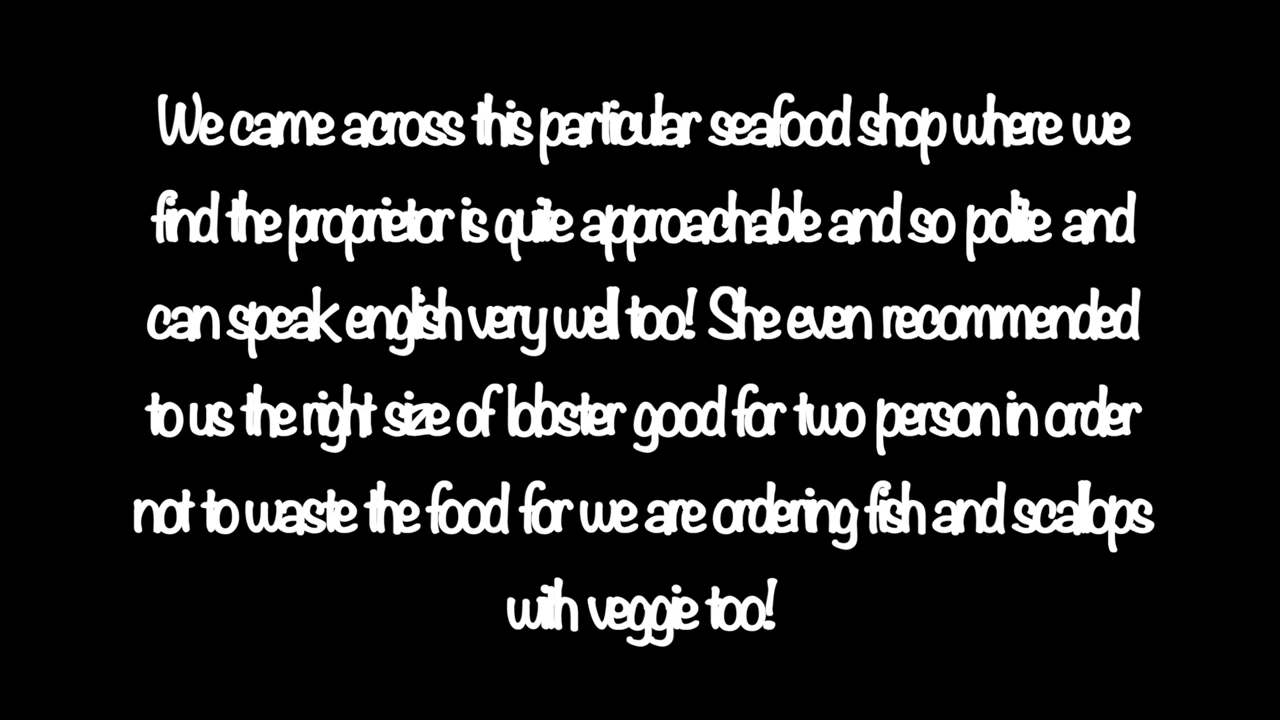 We came across this particular seafood shop where we
find the proprietor is quite approachable and so polite and
can speak english very well too! She even recommended
to us the right size of lobster good for two person in order
not to waste the food for we are ordering fish and scallops
with veggie too!